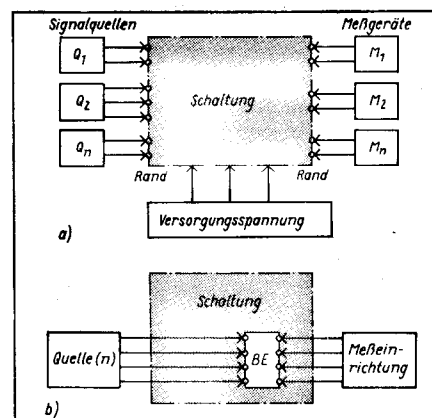 Signalquellen
Meßgeräte
Q1
M1
Q2
Schaltung
M2
Qn
Mn
Rand
Rand
Versorgungsspannung
a)
Schaltung
Quelle(n)
BE
Meßein-
richtung
b)